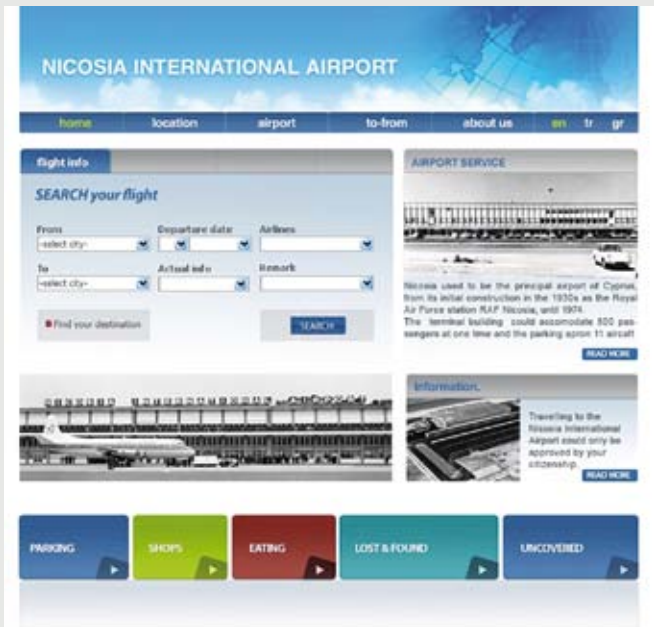 NICOSIA INTERNATIONAL AIRPORT
home location airport to-from about us en tr gr
flight info
SEARCH your flight
From Departure date Airlines
-select city-
To Actual info Remark
-select city-
Find your destination
SEARCH
AIRPORT SERVICE
Nicosia used to be the principal airport of Cyprus,
from its initial construction in the 1930s as the Royal
Air Force station RAF Nicosia, until 1974.
The terminal building could accomodate 800 pas-
sengers at one time and the parking apron 11 aircaft
READ MORE
Information.
Travelling to the
Nicosia International
Airport could only be
approved by your
citizenship.
READ MORE
PARKING
SHOPS
EATING
LOST & FOUND
UNCOVERED